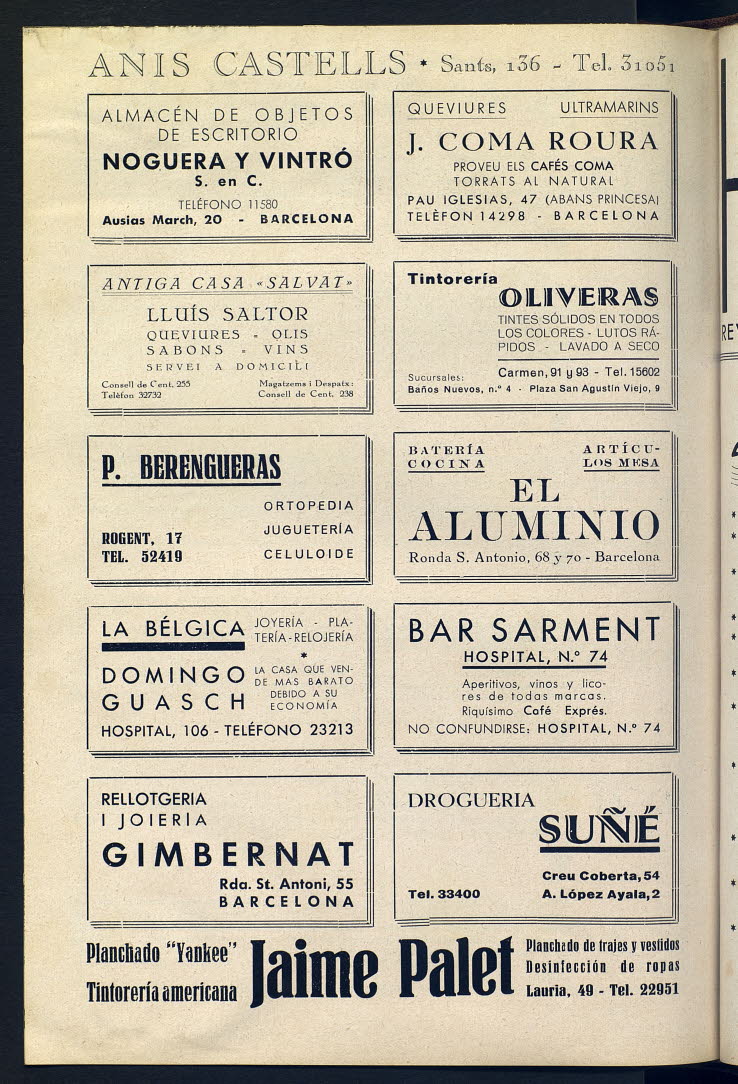 ANIS CASTELLS * Sants, 136 - Tel. 31051
ALMACÉN DE OBJETOS
DE ESCRITORIO
NOGUERA Y VINTRÓ
S. en C.
TELÉFONO 11580
Ausias March, 20 - BARCELONA
QUEVIURES ULTRAMARINS
J. COMA ROURA
PROVEU ELS CAFÉS COMA
TORRATS AL NATURAL
PAU IGLESIAS, 47 (ABANS PRINCESA)
TELÈFON 14298 - BARCELONA
ANTIGA CASA «SALVAT»
LLUÍS SALTOR
QUEVIURES - OLIS
SABONS - VINS
SERVEI A DOMICILI
Consell de Cent, 255
Telèfon 32732
Magatzems i Despatx:
Consell de Cent, 238
Tintorería
OLIVERAS
TINTES SÓLIDOS EN TODOS
LOS COLORES - LUTOS RÁ-
PIDOS - LAVADO A SECO
Sucursales: Carmen, 91 y 93 - Tel. 15602
Baños Nuevos, n.º 4 - Plaza San Agustín Viejo, 9
P. BERENGUERAS
ORTOPEDIA
JUGUETERÍA
CELULOIDE
ROGENT, 17
TEL. 52419
BATERÍA
COCINA
ARTÍCU-
LOS MESA
EL
ALUMINIO
Ronda S. Antonio, 68 y 70 - Barcelona
LA BÉLGICA
JOYERÍA - PLA-
TERÍA-RELOJERÍA
*
DOMINGO
GUASCH
LA CASA QUE VEN-
DE MAS BARATO
DEBIDO A SU
ECONOMÍA
HOSPITAL, 106 - TELÉFONO 23213
BAR SARMENT
HOSPITAL, N.º 74
Aperitivos, vinos y lico-
res de todas marcas.
Riquísimo Café Exprés.
NO CONFUNDIRSE: HOSPITAL, N.º 74
RELLOTGERIA
I JOIERIA
GIMBERNAT
Rda. St. Antoni, 55
BARCELONA
DROGUERIA
SUÑÉ
Creu Coberta, 54
Tel. 33400 A. López Ayala, 2
Planchado "Yankee"
Tintorería americana
Jaime Palet
Planchado de trajes y vestidos
Desinfección de ropas
Lauria, 49 - Tel. 22951